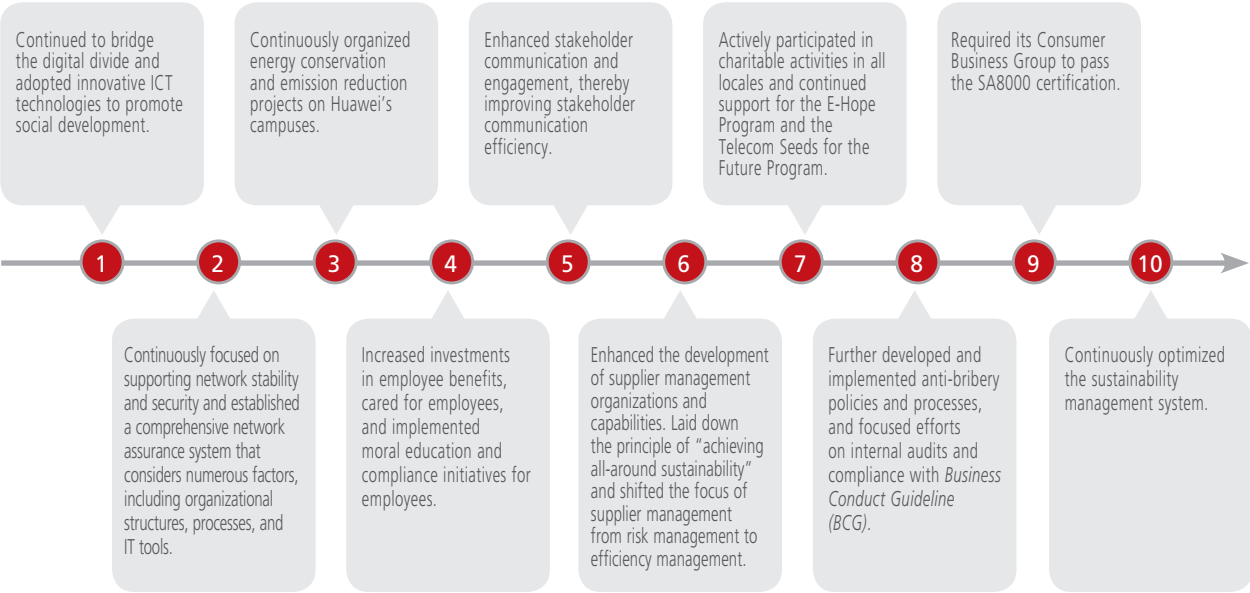 Continued to bridge
the digital divide and
adopted innovative ICT
technologies to promote
social development.
Continuously organized
energy conservation
and emission reduction
projects on Huawei's
campuses.
Enhanced stakeholder
communication and
engagement, thereby
improving stakeholder
communication
efficiency.
Actively participated in
charitable activities in all
locales and continued
support for the E-Hope
Program and the
Telecom Seeds for the
Future Program.
Required its Consumer
Business Group to pass
the SA8000 certification.
1 2 3 4 5 6 7 8 9 10
Continuously focused on
supporting network stability
and security and established
a comprehensive network
assurance system that
considers numerous factors,
including organizational
structures, processes, and
IT tools.
Increased investments
in employee benefits,
cared for employees,
and implemented
moral education and
compliance initiatives for
employees.
Enhanced the development
of supplier management
organizations and
capabilities. Laid down
the principle of “achieving
all-around sustainability”
and shifted the focus of
supplier management
from risk management to
efficiency management.
Further developed and
implemented anti-bribery
policies and processes,
and focused efforts
on internal audits and
compliance with Business
Conduct Guideline
(BCG).
Continuously optimized
the sustainability
management system.